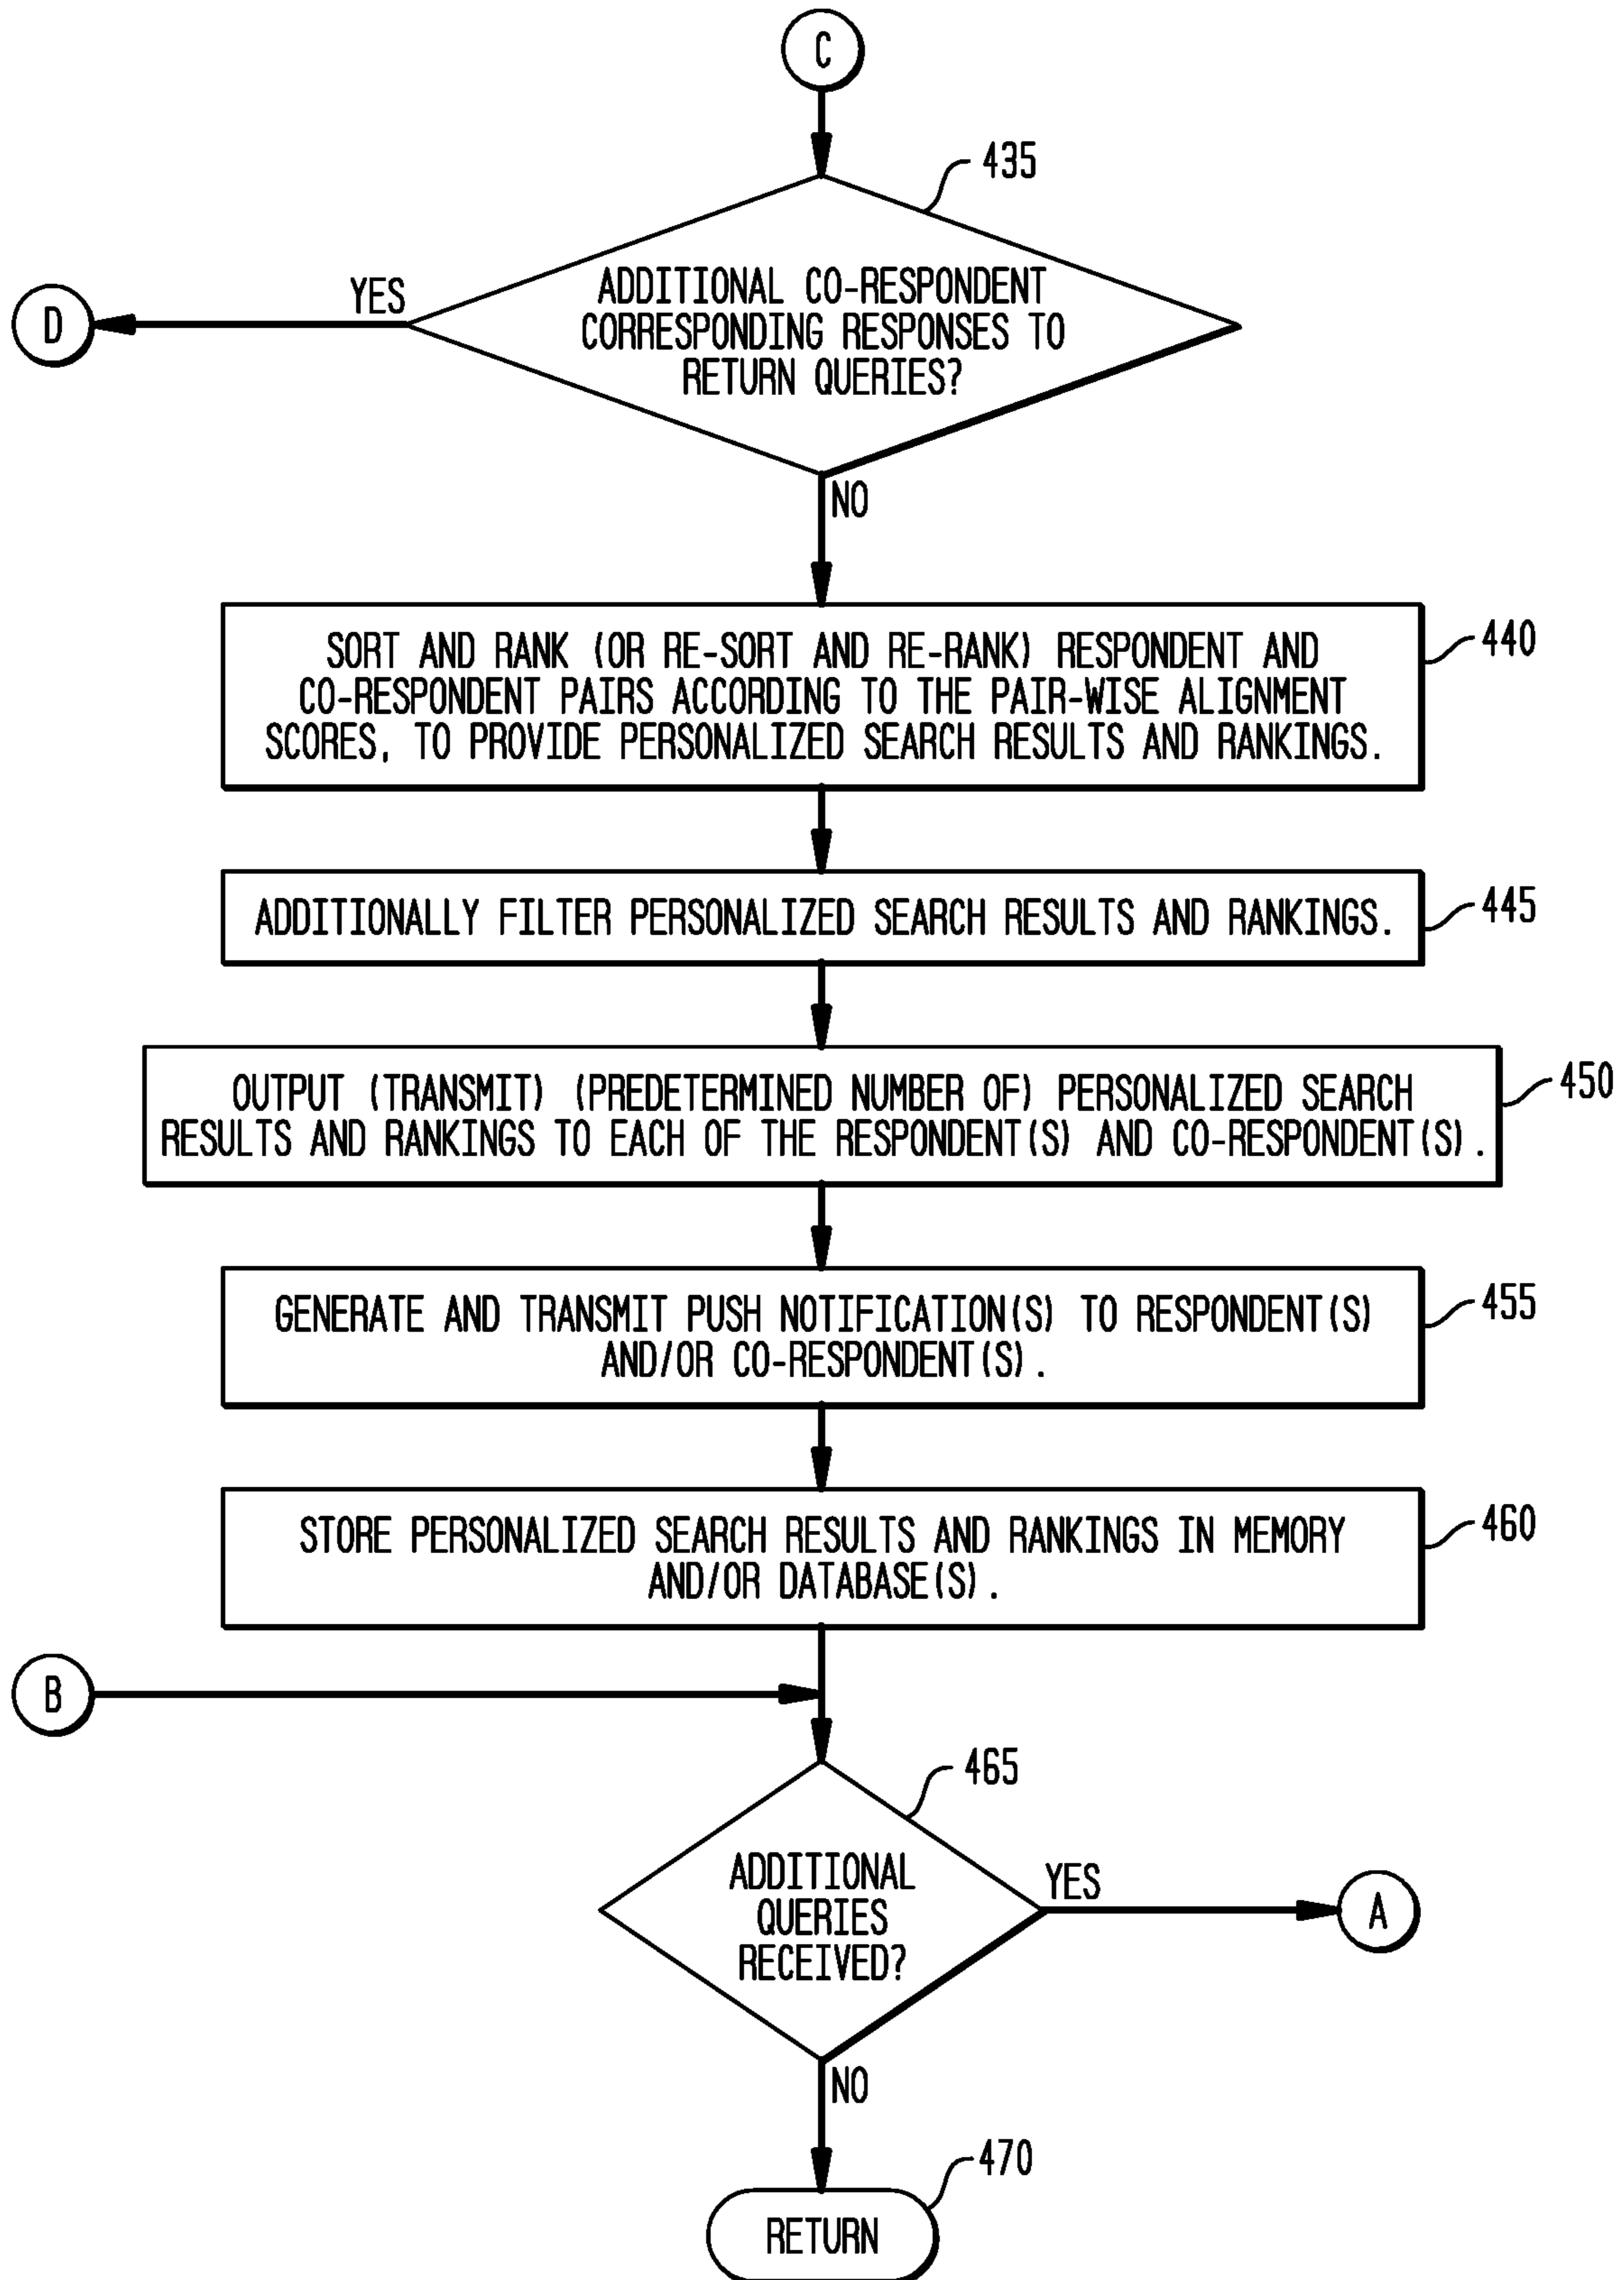 C
435
ADDITIONAL CO-RESPONDENT
CORRESPONDING RESPONSES TO
RETURN QUERIES?
YES
D
NO
SORT AND RANK (OR RE-SORT AND RE-RANK) RESPONDENT AND
CO-RESPONDENT PAIRS ACCORDING TO THE PAIR-WISE ALIGNMENT
SCORES, TO PROVIDE PERSONALIZED SEARCH RESULTS AND RANKINGS.
440
ADDITIONALLY FILTER PERSONALIZED SEARCH RESULTS AND RANKINGS.
445
OUTPUT (TRANSMIT) (PREDETERMINED NUMBER OF) PERSONALIZED SEARCH
RESULTS AND RANKINGS TO EACH OF THE RESPONDENT(S) AND CO-RESPONDENT(S).
450
GENERATE AND TRANSMIT PUSH NOTIFICATION(S) TO RESPONDENT(S)
AND/OR CO-RESPONDENT(S).
455
STORE PERSONALIZED SEARCH RESULTS AND RANKINGS IN MEMORY
AND/OR DATABASE(S).
460
B
465
ADDITIONAL
QUERIES
RECEIVED?
YES
A
NO
470
RETURN